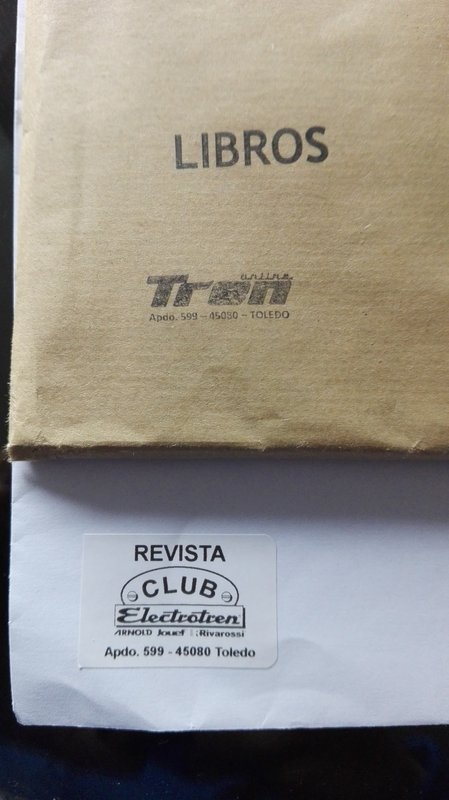 LIBROS
online
Tren
Apdo. 599 – 45080 – TOLEDO
REVISTA
CLUB
Electrotren
ARNOLD Jouef Rivarossi
Apdo. 599 - 45080 Toledo